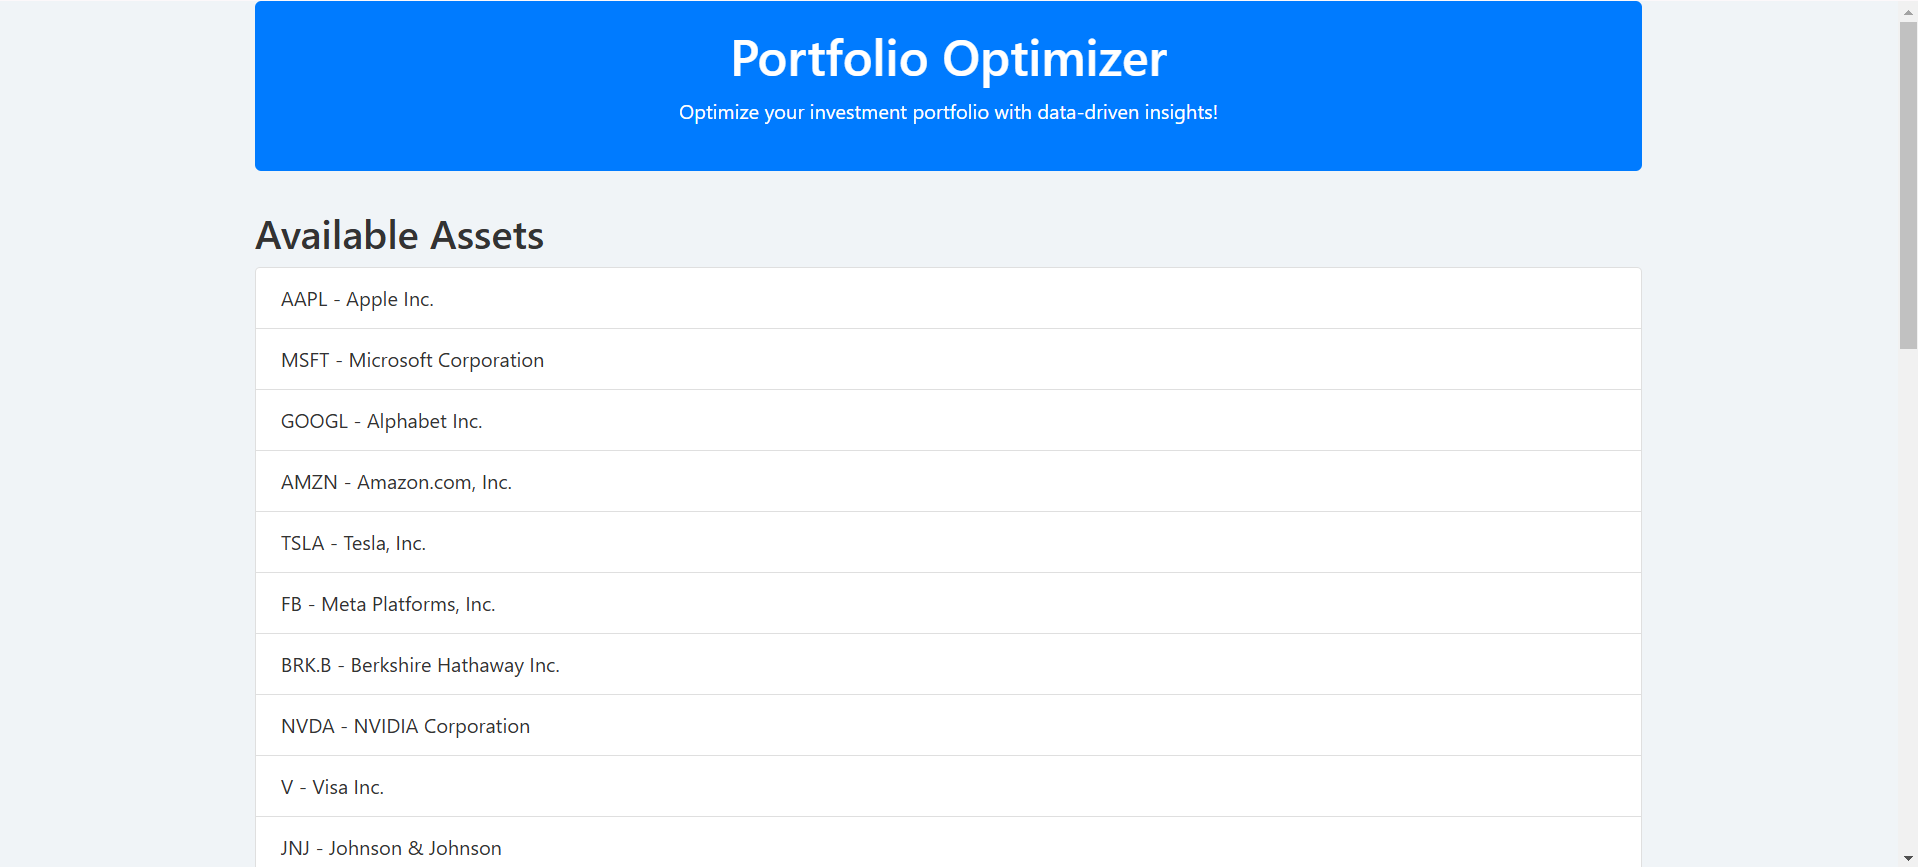 Portfolio Optimizer
Optimize your investment portfolio with data-driven insights!
Available Assets
AAPL - Apple Inc.
MSFT - Microsoft Corporation
GOOGL - Alphabet Inc.
AMZN - Amazon.com, Inc.
TSLA - Tesla, Inc.
FB - Meta Platforms, Inc.
BRK.B - Berkshire Hathaway Inc.
NVDA - NVIDIA Corporation
V - Visa Inc.
JNJ - Johnson & Johnson